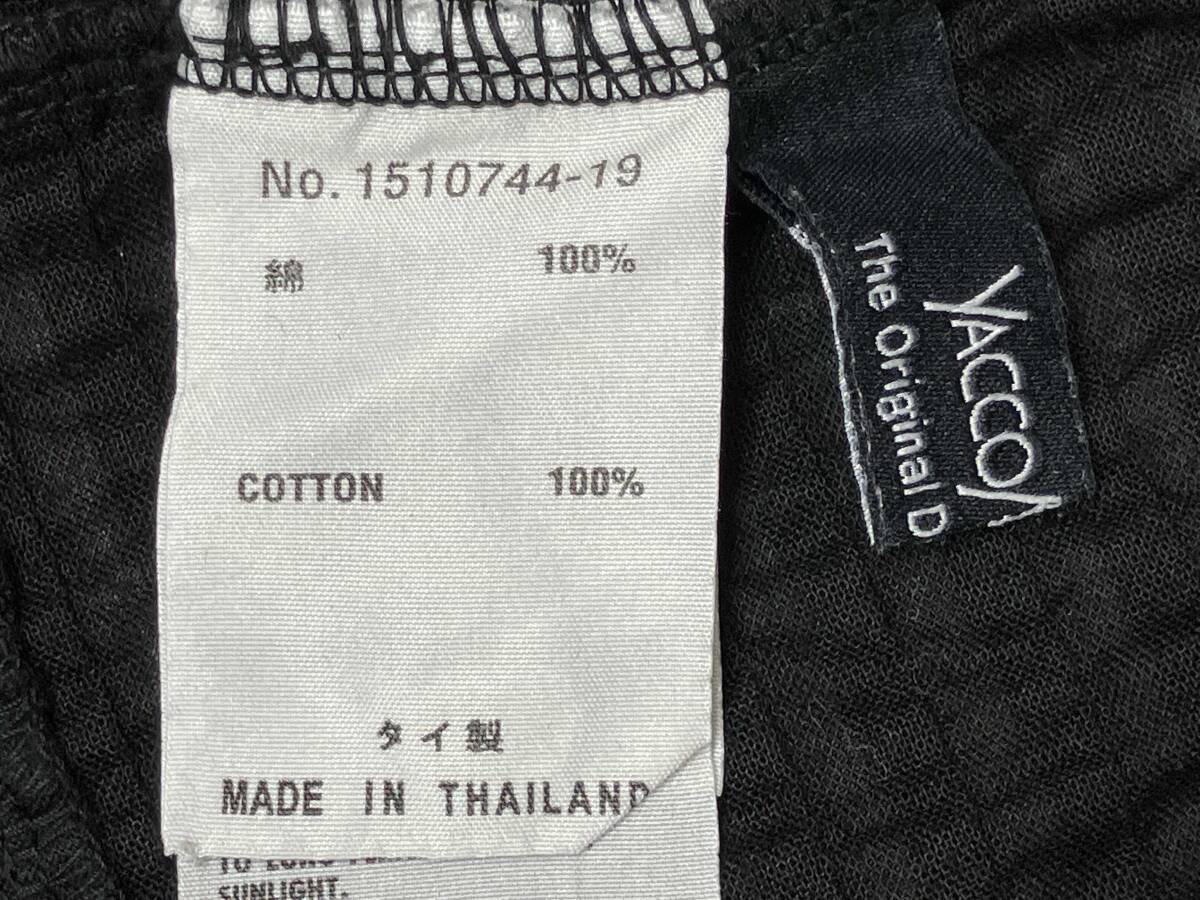 No. 1510744-19
綿 100%
COTTON 100%
タイ製
MADE IN THAILAND
SUNLIGHT.
YACCO
The Original D